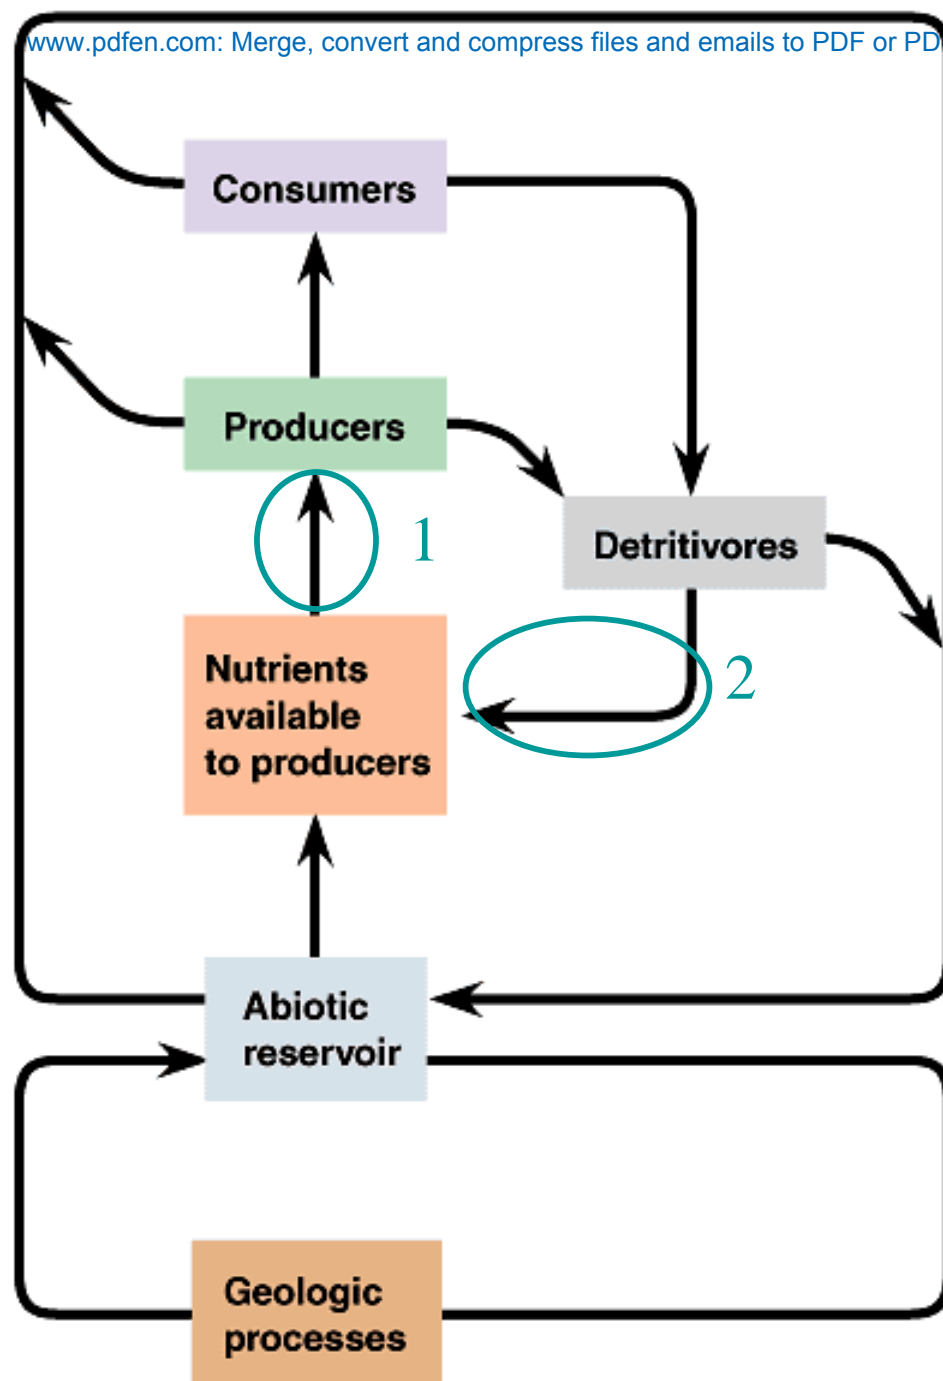 www.pdfen.com: Merge, convert and compress files and emails to PDF or PD
Consumers
Producers
1
Detritivores
Nutrients
available
to producers
2
Abiotic
reservoir
Geologic
processes